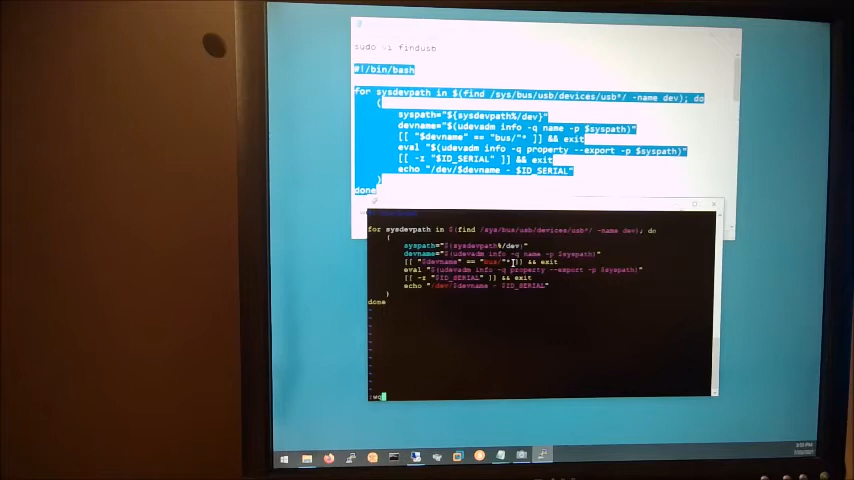 sudo vi findusb
#!/bin/bash
for sysdevpath in $(find /sys/bus/usb/devices/usb*/ -name dev); do
(
syspath="${sysdevpath%/dev}"
devname="$(udevadm info -q name -p $syspath)"
[[ "$devname" == "bus/"* ]] && exit
eval "$(udevadm info -q property --export -p $syspath)"
[[ -z "$ID_SERIAL" ]] && exit
echo "/dev/$devname - $ID_SERIAL"
)
done
#!/bin/bash
for sysdevpath in $(find /sys/bus/usb/devices/usb*/ -name dev); do
(
syspath="${sysdevpath%/dev}"
devname="$(udevadm info -q name -p $syspath)"
[[ "$devname" == "bus/"* ]] && exit
eval "$(udevadm info -q property --export -p $syspath)"
[[ -z "$ID_SERIAL" ]] && exit
echo "/dev/$devname - $ID_SERIAL"
)
done
~
~
~
~
~
~
~
~
~
~
~
:wq